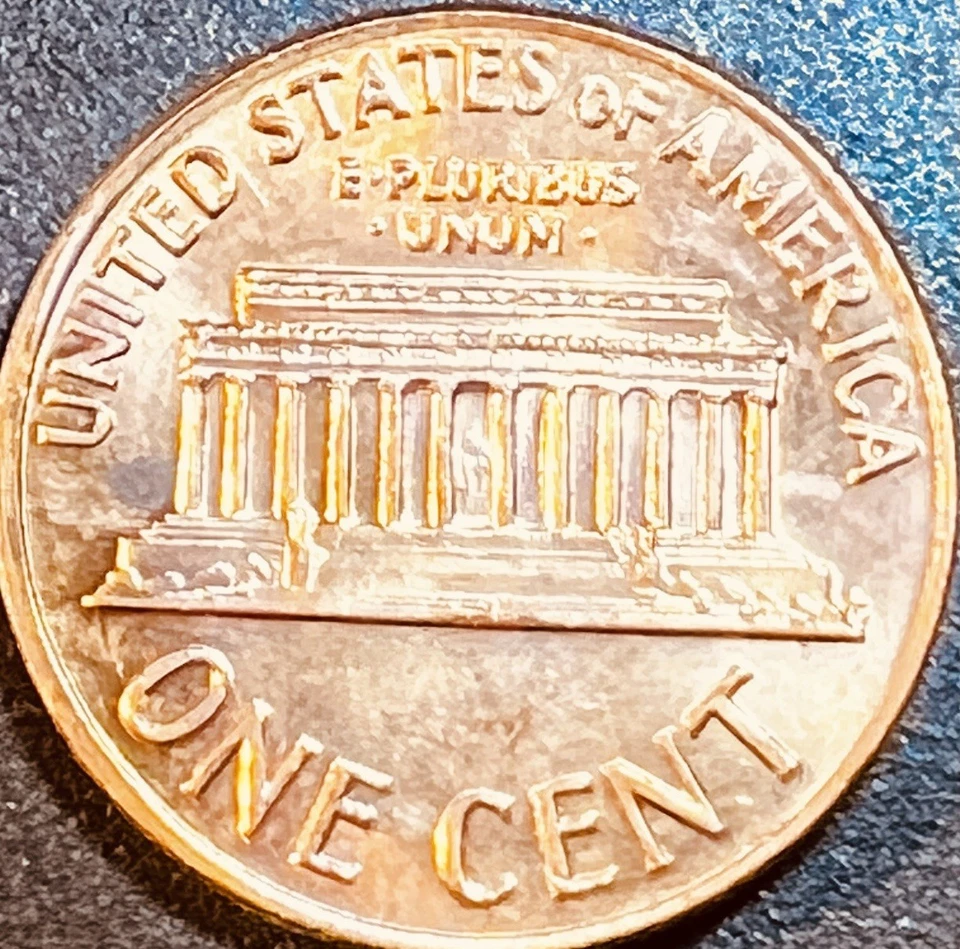 UNITED STATES OF AMERICA
E·PLURIBUS
·UNUM·
ONE CENT